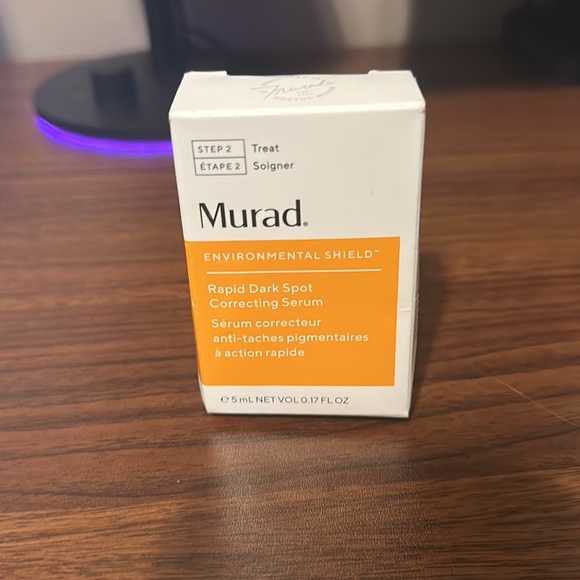 Murad
STEP 2 Treat
ÉTAPE 2 Soigner
Murad®
ENVIRONMENTAL SHIELD™
Rapid Dark Spot
Correcting Serum
Sérum correcteur
anti-taches pigmentaires
à action rapide
℮ 5 mL NET VOL 0.17 FL OZ